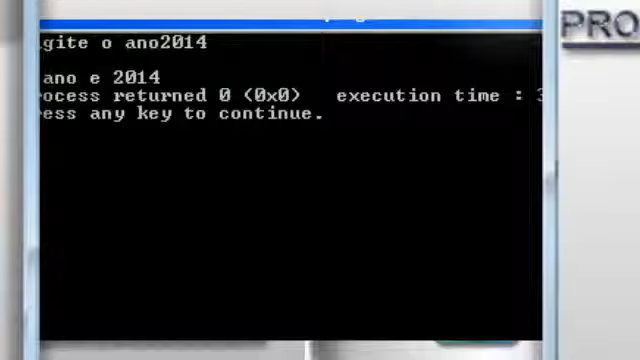 gite o ano2014
ano e 2014
ocess returned 0 (0x0) execution time :
ess any key to continue.
PRO